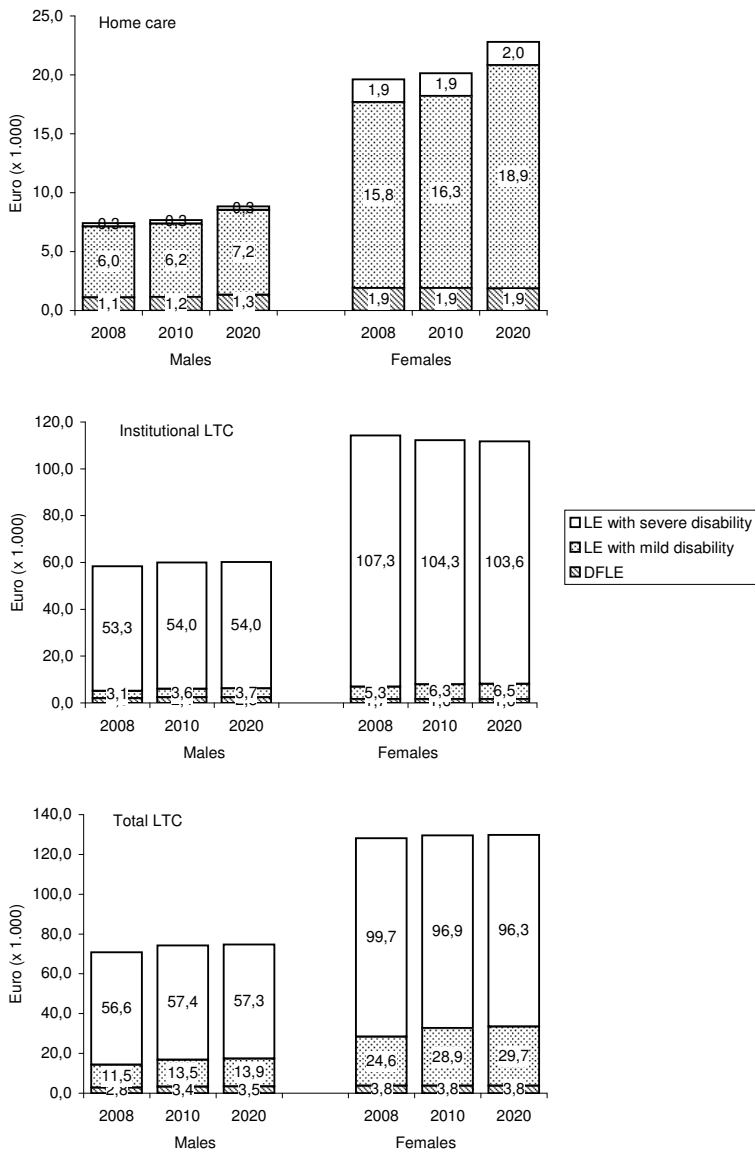 Home care
Euro (x 1.000)
25,0
20,0
15,0
10,0
5,0
0,0
0,3 0,3 0,3 1,9 1,9 2,0
6,0 6,2 7,2 15,8 16,3 18,9
1,1 1,2 1,3 1,9 1,9 1,9
2008 2010 2020 2008 2010 2020
Males Females
Institutional LTC
Euro (x 1.000)
120,0
100,0
80,0
60,0
40,0
20,0
0,0
53,3 54,0 54,0 107,3 104,3 103,6
3,1 3,6 3,7 5,3 6,3 6,5
2008 2010 2020 2008 2010 2020
Males Females
LE with severe disability
LE with mild disability
DFLE
Total LTC
Euro (x 1.000)
140,0
120,0
100,0
80,0
60,0
40,0
20,0
0,0
56,6 57,4 57,3 99,7 96,9 96,3
11,5 13,5 13,9 24,6 28,9 29,7
2,8 3,4 3,5 3,8 3,8 3,8
2008 2010 2020 2008 2010 2020
Males Females